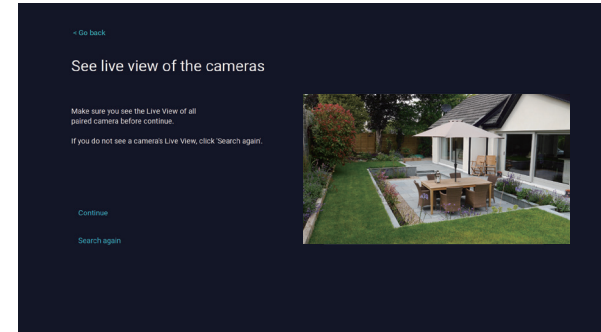 < Go back
See live view of the cameras
Make sure you see the Live View of all
paired camera before continue.
If you do not see a camera's Live View, click 'Search again'.
Continue
Search again